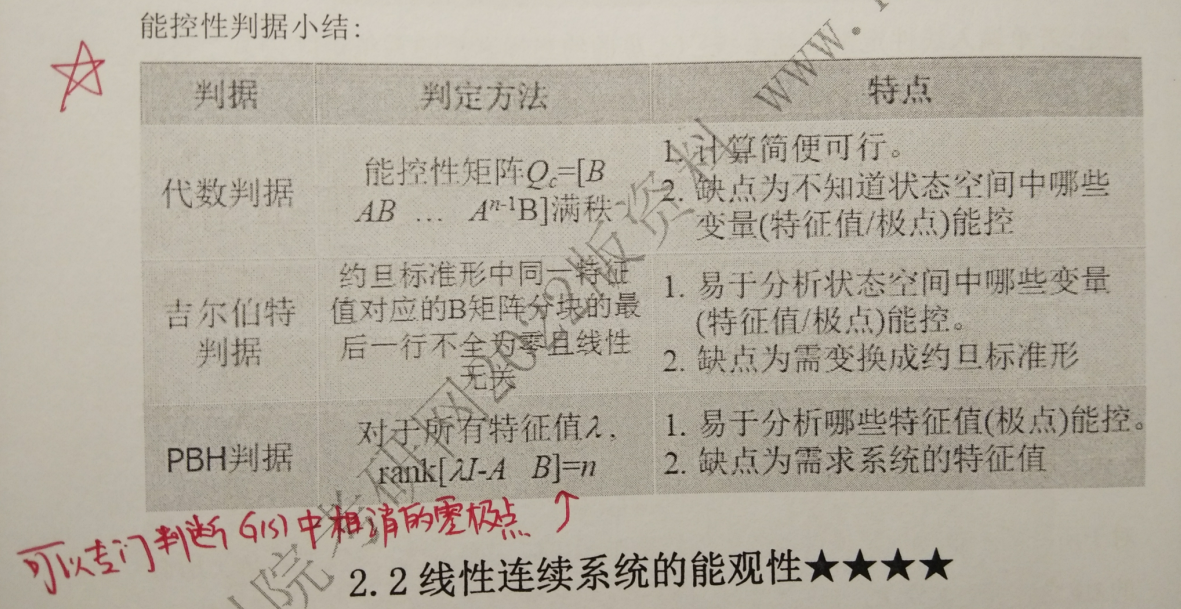 能控性判据小结:
判据 判定方法 特点
代数判据
能控性矩阵Qc=[B
AB … Aⁿ⁻¹B]满秩
1. 计算简便可行。
2. 缺点为不知道状态空间中哪些
变量(特征值/极点)能控
吉尔伯特
判据
约旦标准形中同一特征
值对应的B矩阵分块的最
后一行不全为零且线性
无关
1. 易于分析状态空间中哪些变量
(特征值/极点)能控。
2. 缺点为需变换成约旦标准形
PBH判据
对于所有特征值λ,
rank[λI-A B]=n
1. 易于分析哪些特征值(极点)能控。
2. 缺点为需求系统的特征值
可以专门判断G(s)中相消的零极点
2.2线性连续系统的能观性★★★★